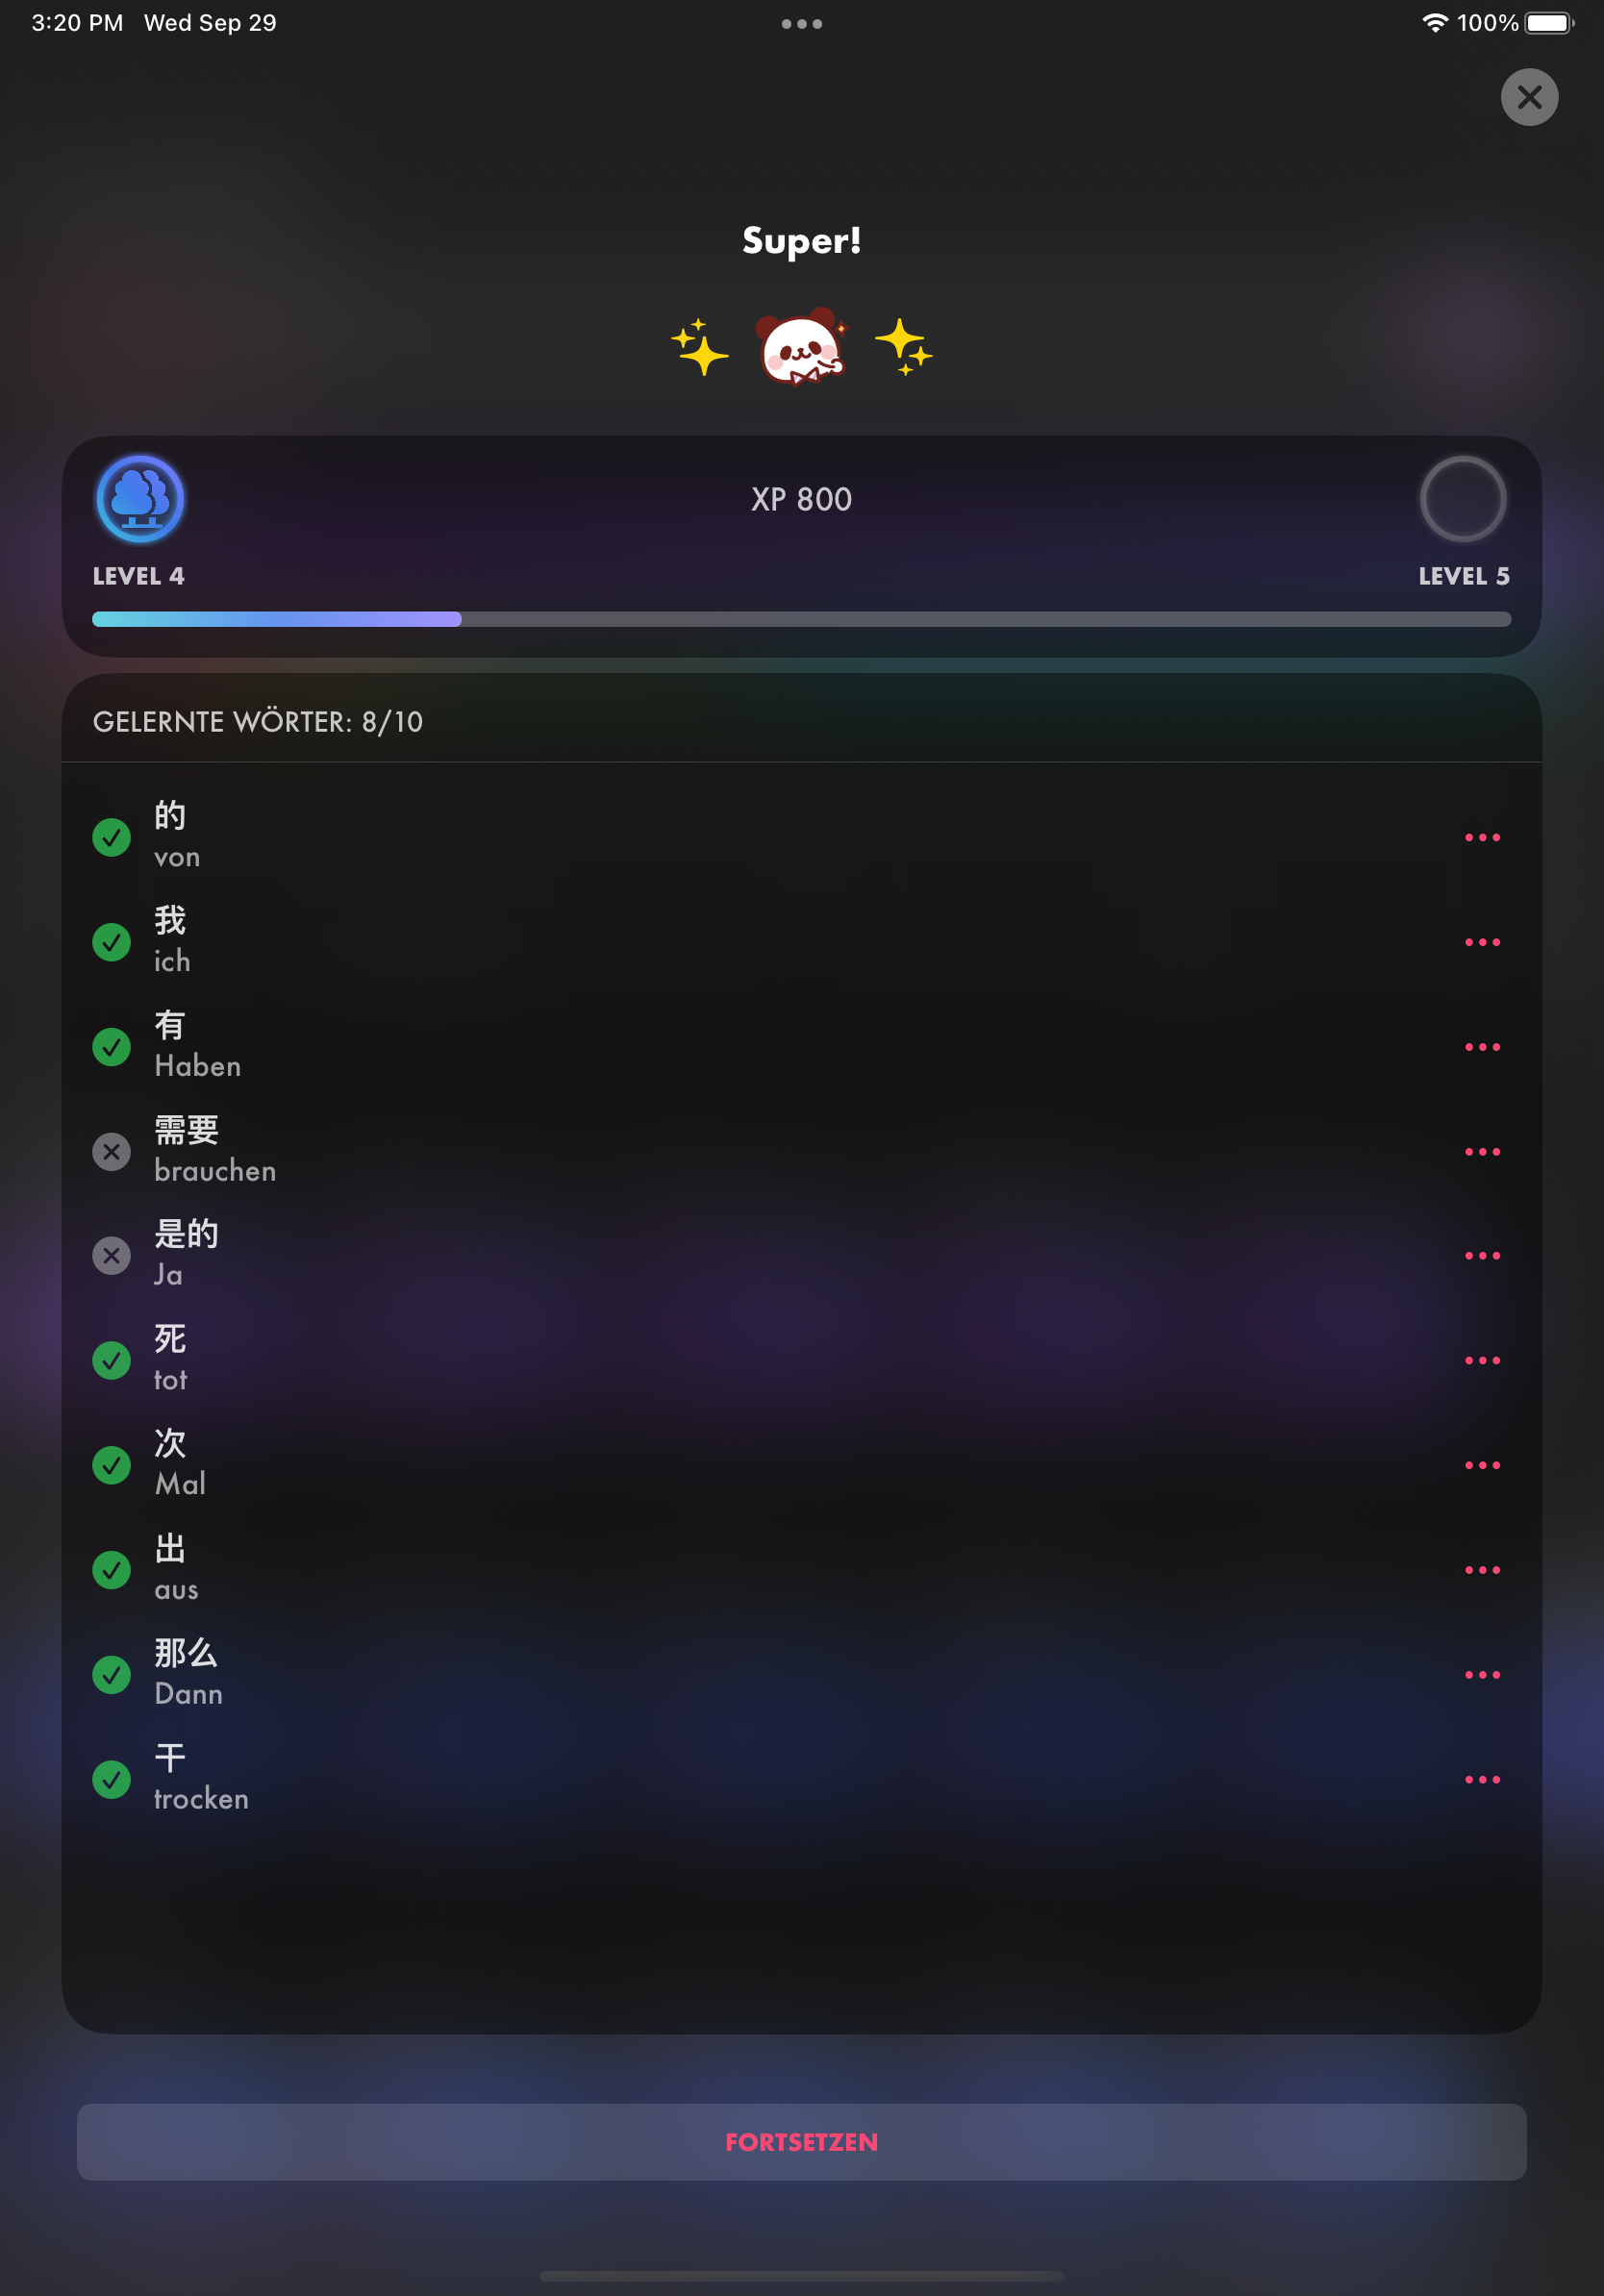 3:20 PM Wed Sep 29 100%
Super!
XP 800
LEVEL 4 LEVEL 5
GELERNTE WÖRTER: 8/10
的
von
我
ich
有
Haben
需要
brauchen
是的
Ja
死
tot
次
Mal
出
aus
那么
Dann
干
trocken
FORTSETZEN